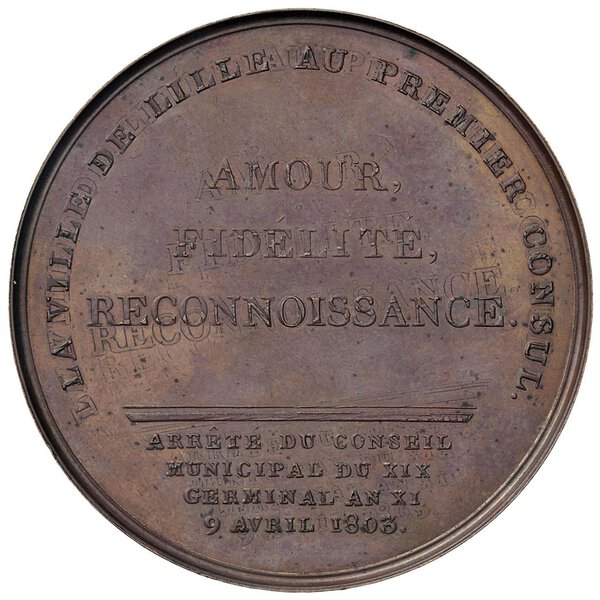 LA VILLE DE LILLE AU PREMIER CONSUL.
AMOUR,
FIDÉLITÉ,
RECONNOISSANCE.
ARRÊTÉ DU CONSEIL
MUNICIPAL DU XIX
GERMINAL AN XI
9 AVRIL 1803.